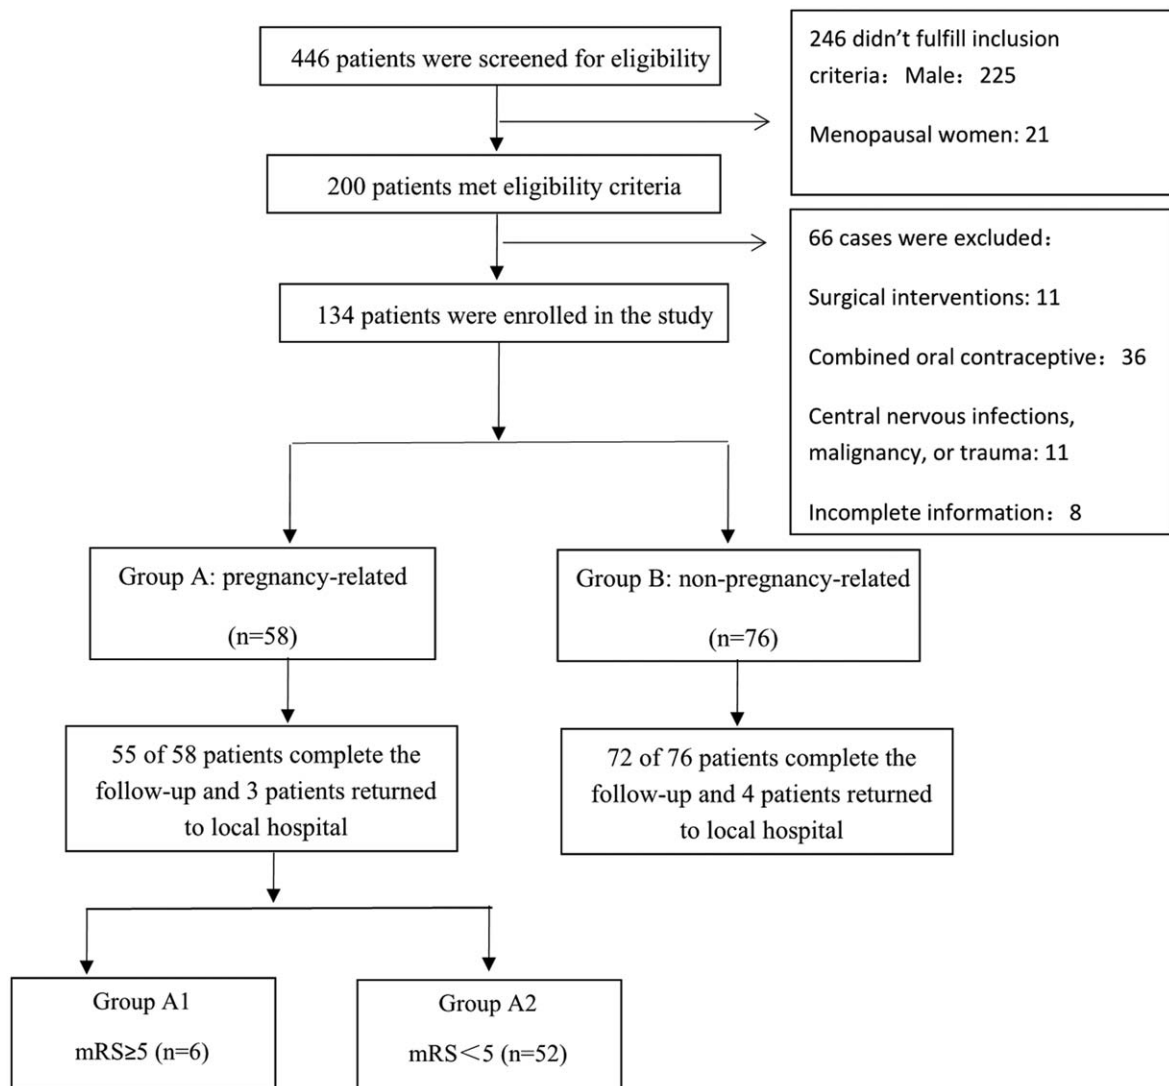 446 patients were screened for eligibility
246 didn’t fulfill inclusion
criteria：Male：225
Menopausal women: 21
200 patients met eligibility criteria
66 cases were excluded：
Surgical interventions: 11
Combined oral contraceptive：36
Central nervous infections,
malignancy, or trauma: 11
Incomplete information：8
134 patients were enrolled in the study
Group A: pregnancy-related
(n=58)
Group B: non-pregnancy-related
(n=76)
55 of 58 patients complete the
follow-up and 3 patients returned
to local hospital
72 of 76 patients complete the
follow-up and 4 patients returned
to local hospital
Group A1
mRS≥5 (n=6)
Group A2
mRS＜5 (n=52)